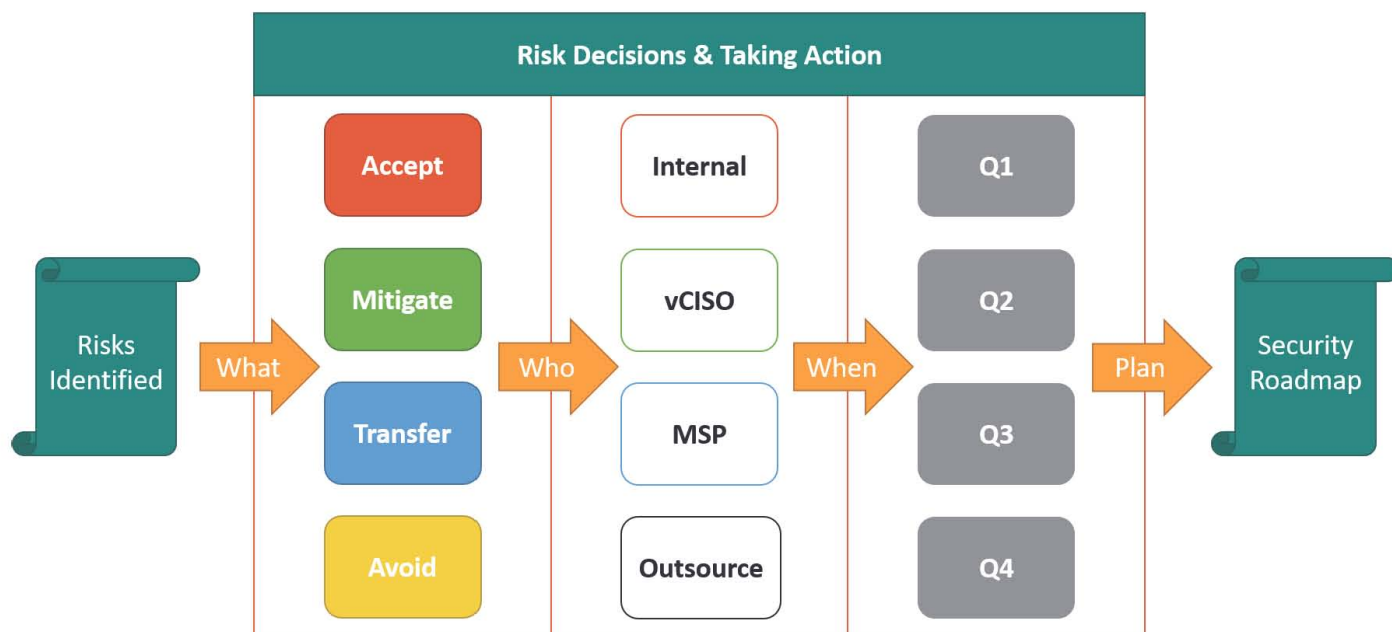 Risk Decisions & Taking Action
Risks
Identified
What
Accept
Mitigate
Transfer
Avoid
Who
Internal
vCISO
MSP
Outsource
When
Q1
Q2
Q3
Q4
Plan
Security
Roadmap